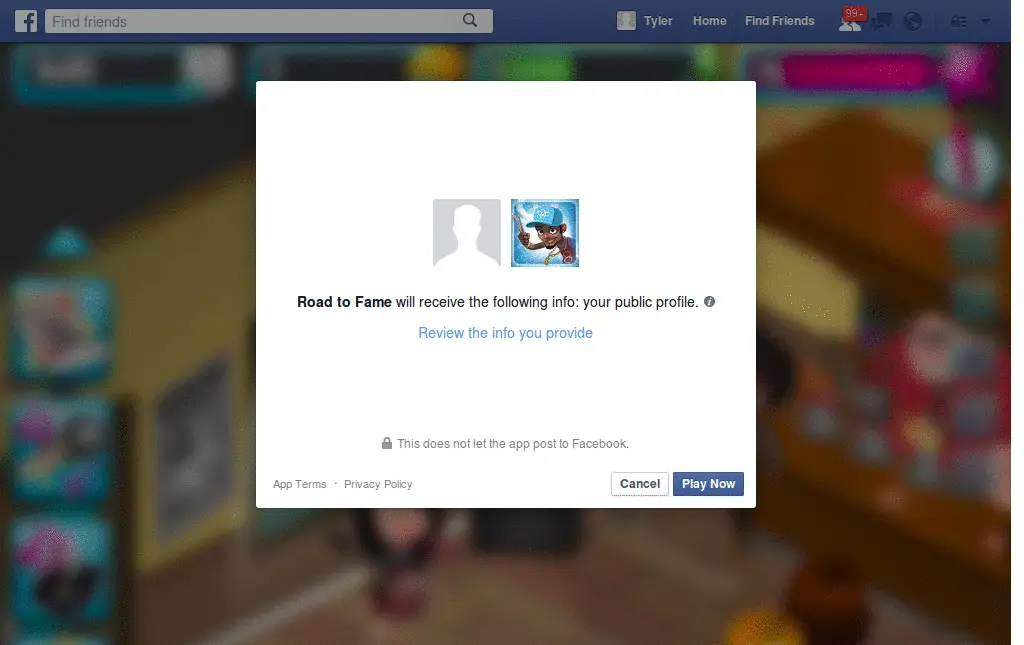 Find friends
Tyler Home Find Friends 99+
Road to Fame will receive the following info: your public profile.
Review the info you provide
This does not let the app post to Facebook.
App Terms · Privacy Policy Cancel Play Now